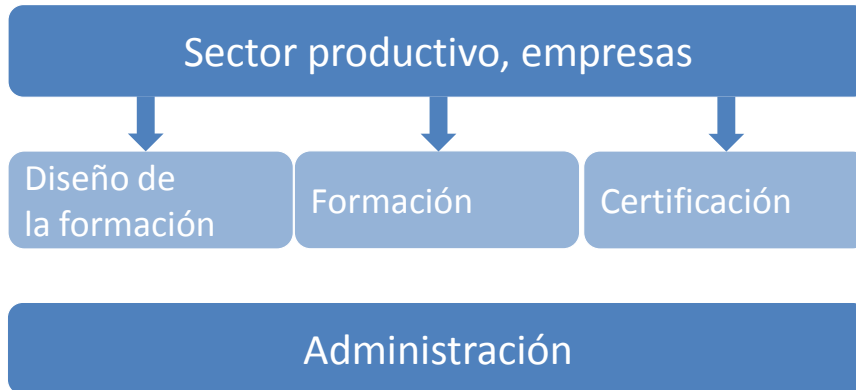 Sector productivo, empresas
Diseño de
la formación
Formación
Certificación
Administración